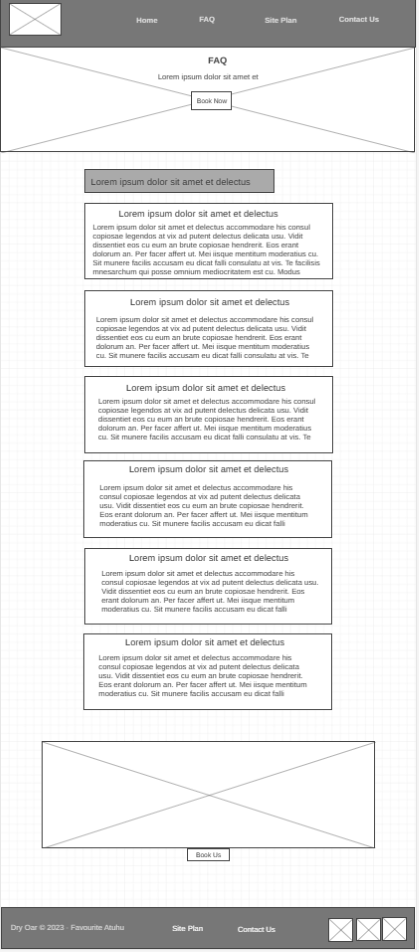 Home FAQ Site Plan Contact Us
FAQ
Lorem ipsum dolor sit amet et
Book Now
Lorem ipsum dolor sit amet et delectus
Lorem ipsum dolor sit amet et delectus
Lorem ipsum dolor sit amet et delectus accommodare his consul
copiosae legendos at vix ad putent delectus delicata usu. Vidit
dissentiet eos cu eum an brute copiosae hendrerit. Eos erant
dolorum an. Per facer affert ut. Mei iisque mentitum moderatius cu.
Sit munere facilis accusam eu dicat falli consulatu at vis. Te facilisis
mnesarchum qui posse omnium mediocritatem est cu. Modus
Lorem ipsum dolor sit amet et delectus
Lorem ipsum dolor sit amet et delectus accommodare his consul
copiosae legendos at vix ad putent delectus delicata usu. Vidit
dissentiet eos cu eum an brute copiosae hendrerit. Eos erant
dolorum an. Per facer affert ut. Mei iisque mentitum moderatius
cu. Sit munere facilis accusam eu dicat falli consulatu at vis. Te
Lorem ipsum dolor sit amet et delectus
Lorem ipsum dolor sit amet et delectus accommodare his consul
copiosae legendos at vix ad putent delectus delicata usu. Vidit
dissentiet eos cu eum an brute copiosae hendrerit. Eos erant
dolorum an. Per facer affert ut. Mei iisque mentitum moderatius
cu. Sit munere facilis accusam eu dicat falli consulatu at vis. Te
Lorem ipsum dolor sit amet et delectus
Lorem ipsum dolor sit amet et delectus accommodare his
consul copiosae legendos at vix ad putent delectus delicata
usu. Vidit dissentiet eos cu eum an brute copiosae hendrerit.
Eos erant dolorum an. Per facer affert ut. Mei iisque mentitum
moderatius cu. Sit munere facilis accusam eu dicat falli
Lorem ipsum dolor sit amet et delectus
Lorem ipsum dolor sit amet et delectus accommodare his
consul copiosae legendos at vix ad putent delectus delicata usu.
Vidit dissentiet eos cu eum an brute copiosae hendrerit. Eos
erant dolorum an. Per facer affert ut. Mei iisque mentitum
moderatius cu. Sit munere facilis accusam eu dicat falli
Lorem ipsum dolor sit amet et delectus
Lorem ipsum dolor sit amet et delectus accommodare his
consul copiosae legendos at vix ad putent delectus delicata
usu. Vidit dissentiet eos cu eum an brute copiosae hendrerit.
Eos erant dolorum an. Per facer affert ut. Mei iisque mentitum
moderatius cu. Sit munere facilis accusam eu dicat falli
Book Us
Dry Oar © 2023 · Favourite Atuhu Site Plan Contact Us